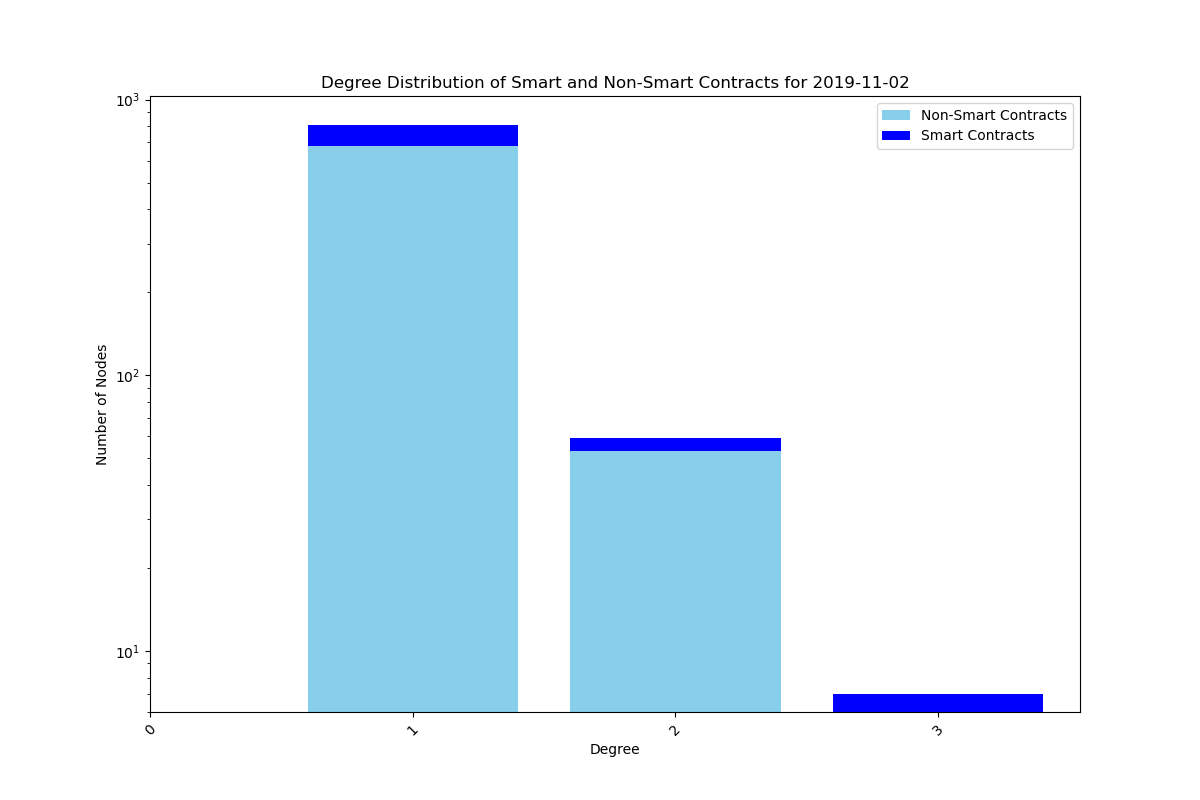 Degree Distribution of Smart and Non-Smart Contracts for 2019-11-02
Non-Smart Contracts
Smart Contracts
Number of Nodes
10³
10²
10¹
0
1
2
3
Degree